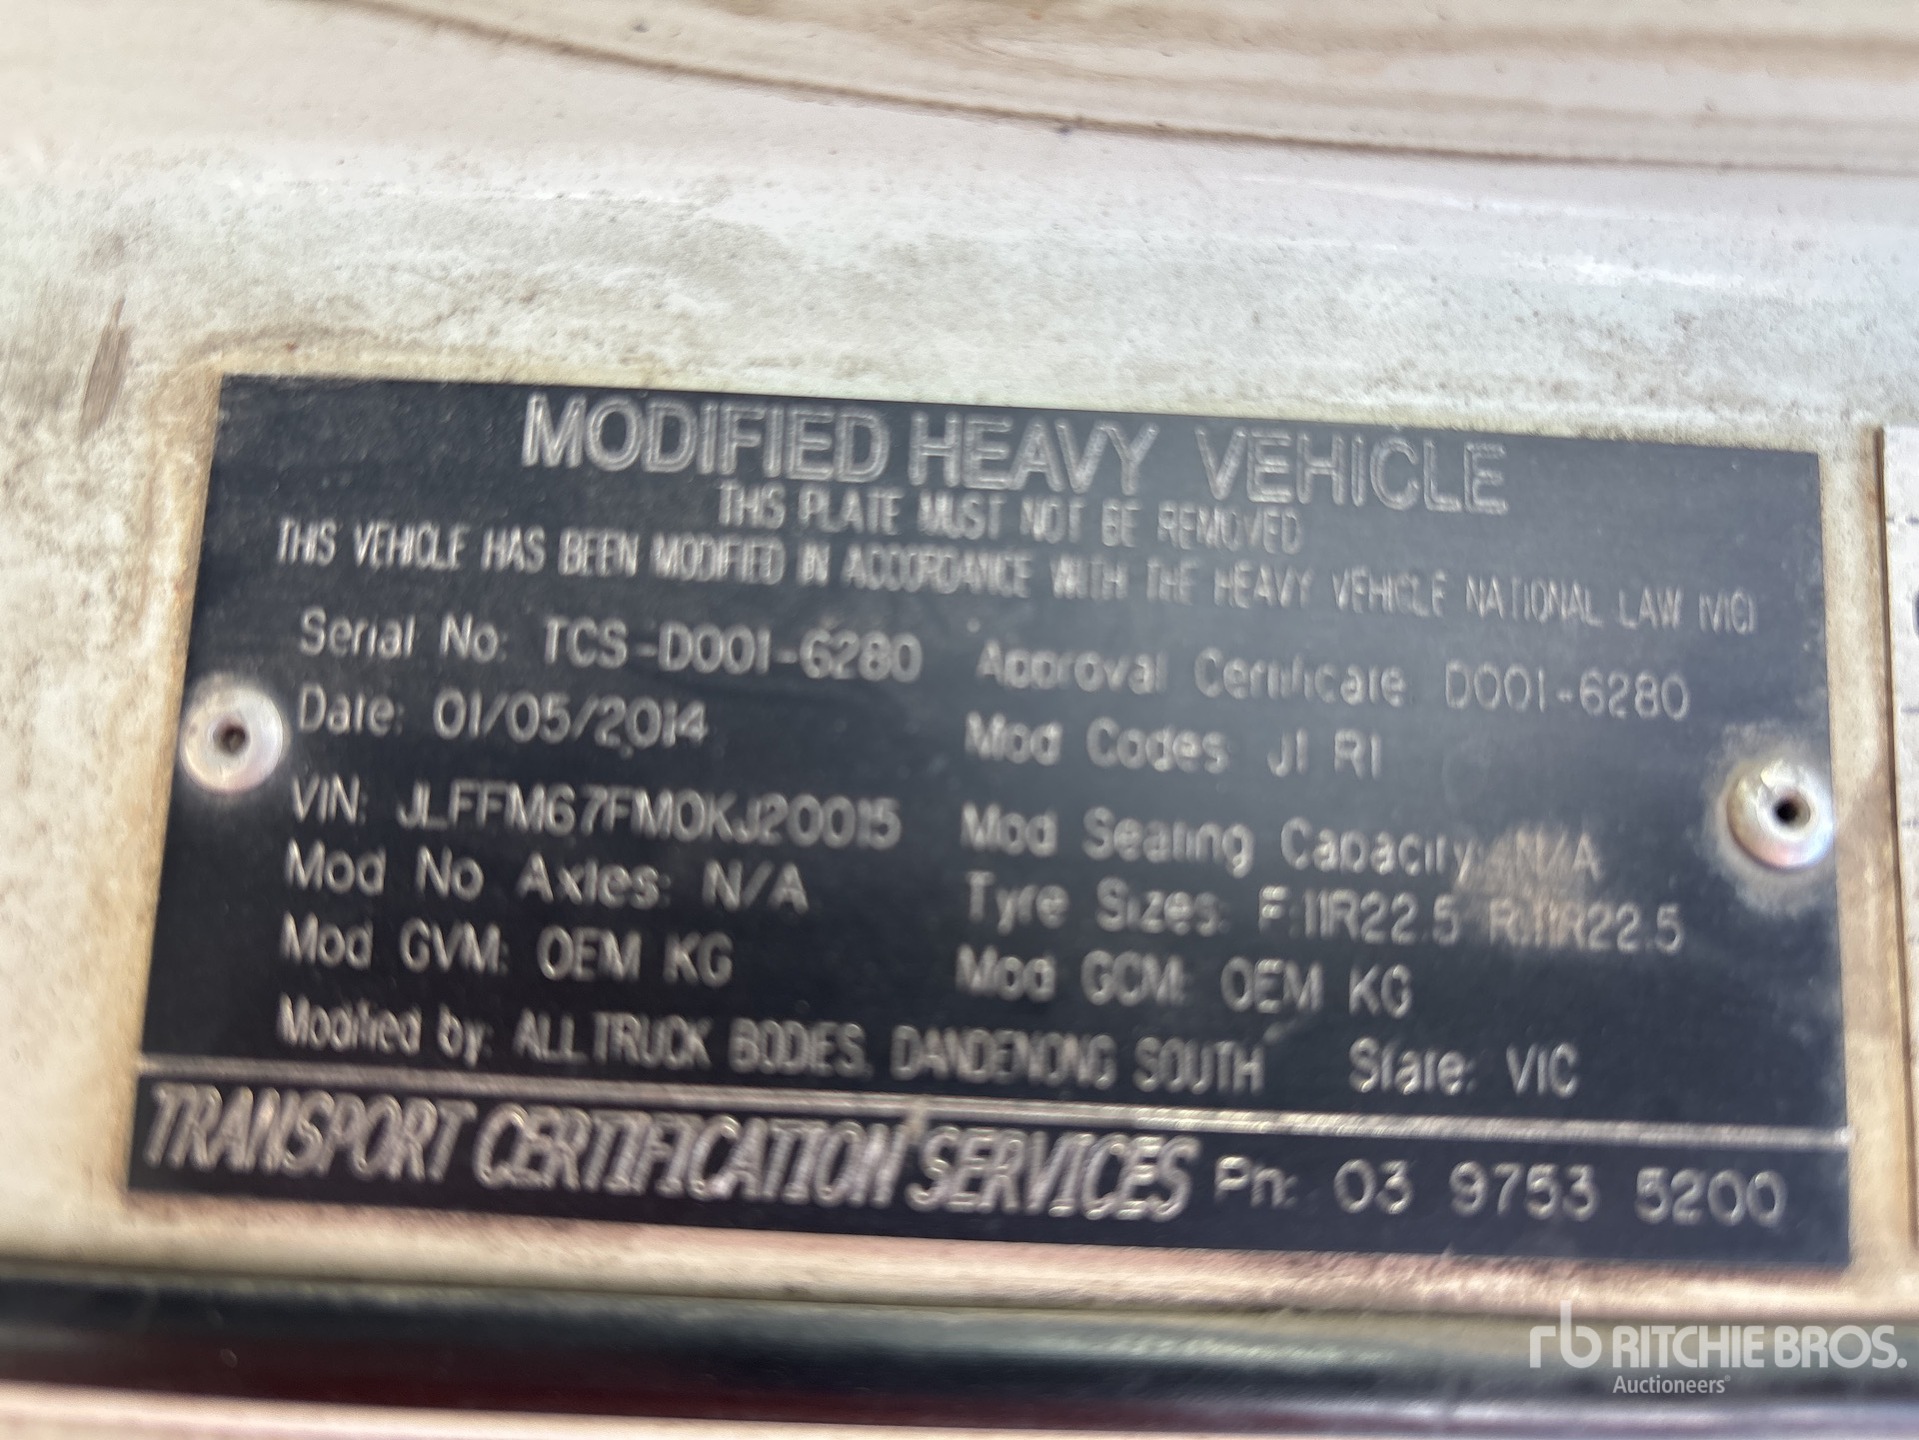 MODIFIED HEAVY VEHICLE
THIS PLATE MUST NOT BE REMOVED
THIS VEHICLE HAS BEEN MODIFIED IN ACCORDANCE WITH THE HEAVY VEHICLE NATIONAL LAW (VIC)
Serial No: TCS-D001-6280 Approval Certificate: D001-6280
Date: 01/05/2014 Mod Codes: J1 R1
VIN: JLFFM67FM0KJ20015 Mod Seating Capacity: N/A
Mod No Axles: N/A Tyre Sizes: F:11R22.5 R:11R22.5
Mod GVM: OEM KG Mod GCM: OEM KG
Modified by: ALL TRUCK BODIES, DANDENONG SOUTH State: VIC
TRANSPORT CERTIFICATION SERVICES Pn: 03 9753 5200
rb RITCHIE BROS.
Auctioneers